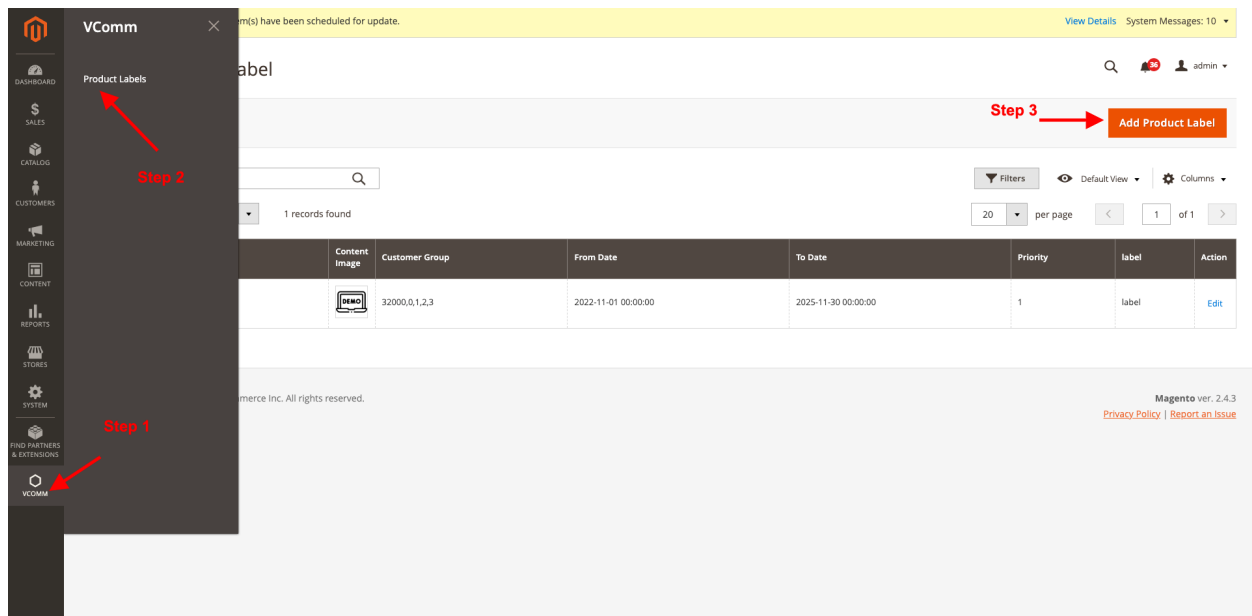 VComm
em(s) have been scheduled for update.
View Details System Messages: 10
DASHBOARD
SALES
CATALOG
CUSTOMERS
MARKETING
CONTENT
REPORTS
STORES
SYSTEM
FIND PARTNERS
& EXTENSIONS
VCOMM
Product Labels
Step 2
Step 1
abel
36
admin
Step 3
Add Product Label
Filters
Default View
Columns
1 records found
20 per page
1 of 1
Content
Image
Customer Group
From Date
To Date
Priority
label
Action
DEMO
32000,0,1,2,3
2022-11-01 00:00:00
2025-11-30 00:00:00
1
label
Edit
mmerce Inc. All rights reserved.
Magento ver. 2.4.3
Privacy Policy | Report an Issue